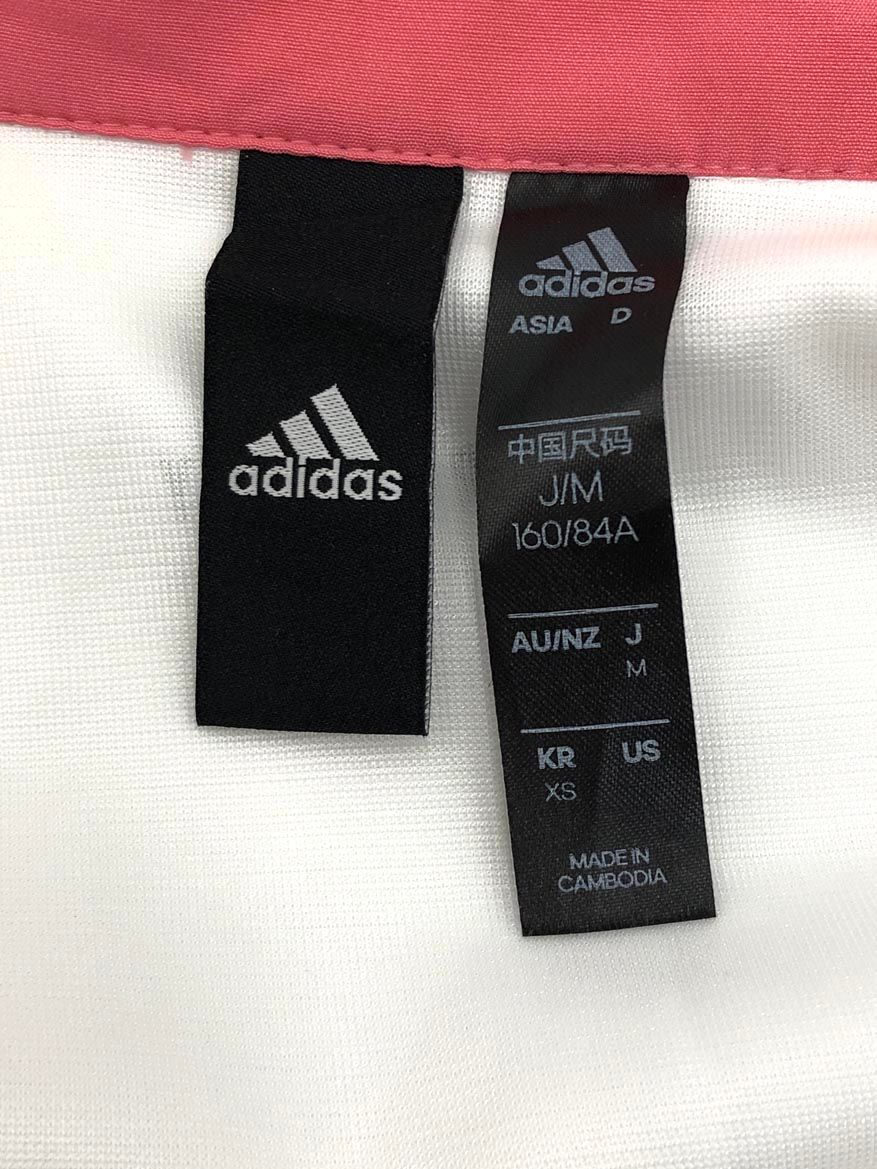 adidas
adidas
ASIA D
中国尺码
J/M
160/84A
AU/NZ J
M
KR US
XS
MADE IN
CAMBODIA